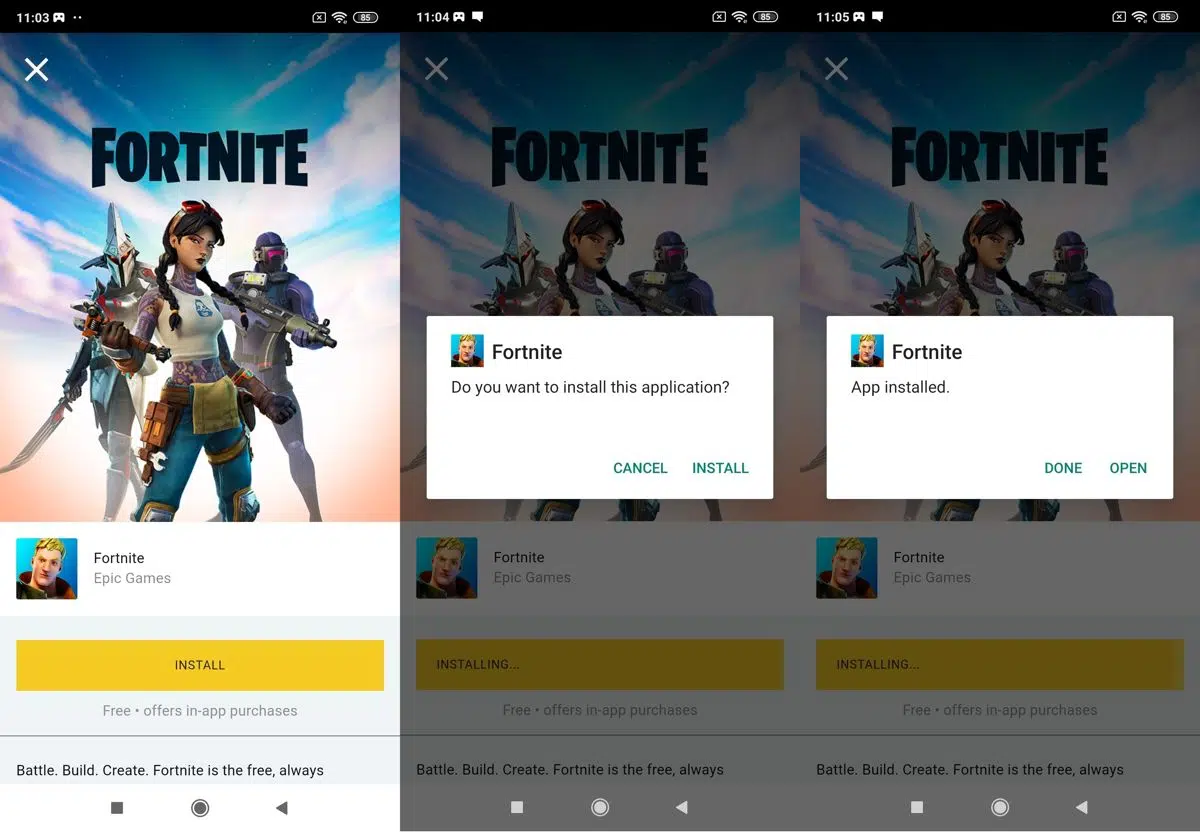 11:03
85
FORTNITE
Fortnite
Epic Games
INSTALL
Free • offers in-app purchases
Battle. Build. Create. Fortnite is the free, always
11:04
85
FORTNITE
Fortnite
Do you want to install this application?
CANCEL INSTALL
Fortnite
Epic Games
INSTALLING...
Free • offers in-app purchases
Battle. Build. Create. Fortnite is the free, always
11:05
85
FORTNITE
Fortnite
App installed.
DONE OPEN
Fortnite
Epic Games
INSTALLING...
Free • offers in-app purchases
Battle. Build. Create. Fortnite is the free, always